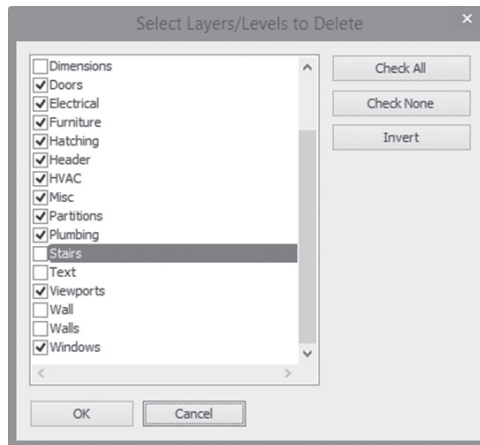 Select Layers/Levels to Delete
Dimensions
Doors
Electrical
Furniture
Hatching
Header
HVAC
Misc
Partitions
Plumbing
Stairs
Text
Viewports
Wall
Walls
Windows
Check All
Check None
Invert
OK
Cancel